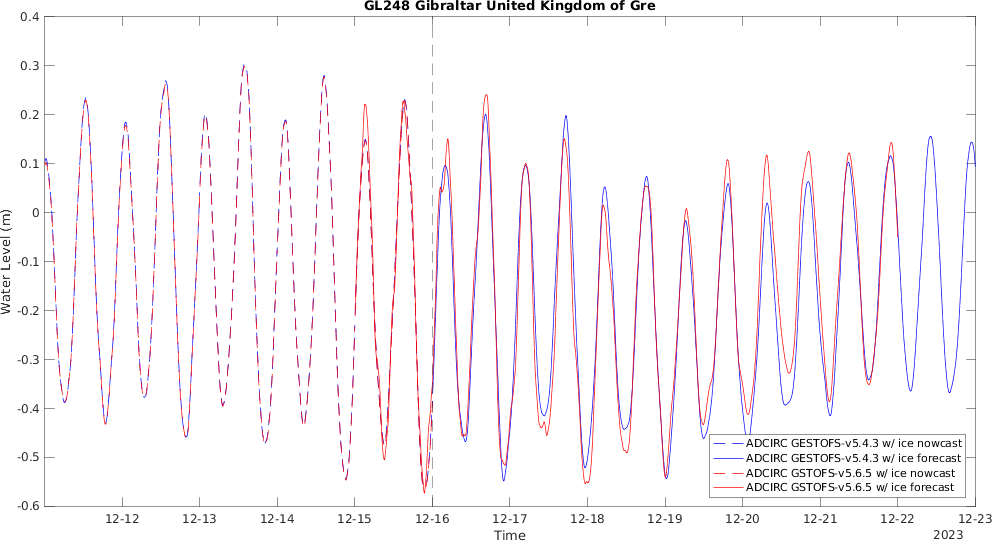 GL248 Gibraltar United Kingdom of Gre
0.4
0.3
0.2
0.1
0
-0.1
-0.2
-0.3
-0.4
-0.5
-0.6
Water Level (m)
ADCIRC GESTOFS-v5.4.3 w/ ice nowcast
ADCIRC GESTOFS-v5.4.3 w/ ice forecast
ADCIRC GSTOFS-v5.6.5 w/ ice nowcast
ADCIRC GSTOFS-v5.6.5 w/ ice forecast
12-12 12-13 12-14 12-15 12-16 12-17 12-18 12-19 12-20 12-21 12-22 12-23
Time
2023